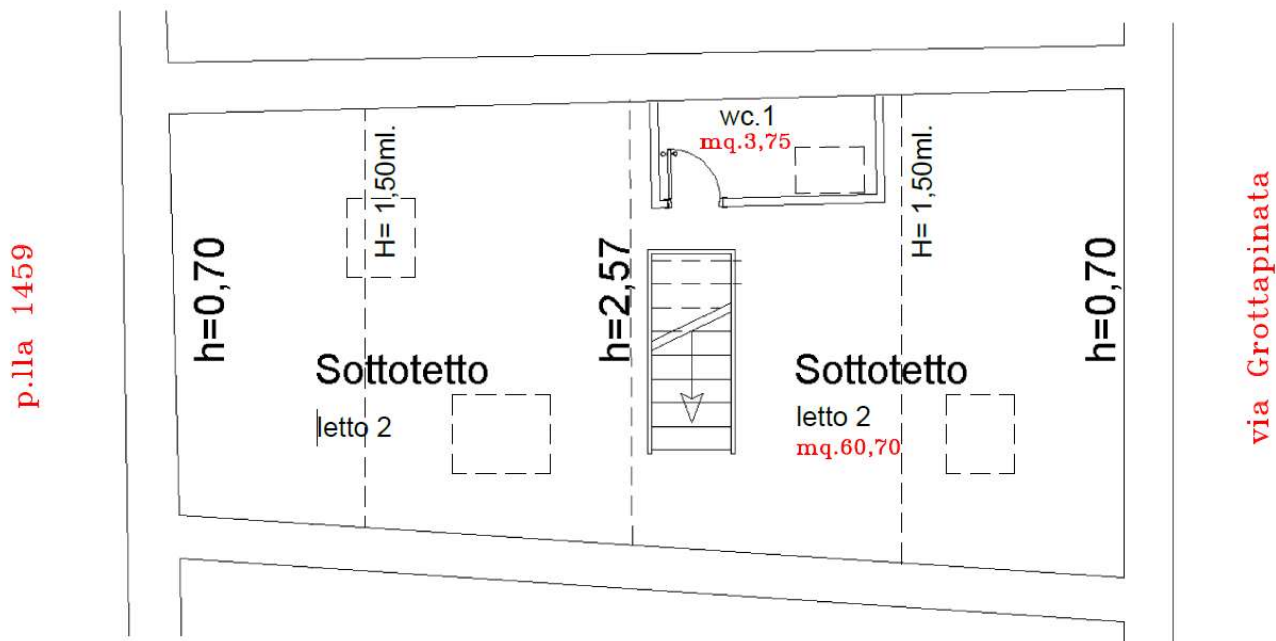 p.lla 1459
h=0,70
H= 1,50ml.
Sottotetto
letto 2
h=2,57
wc.1
mq.3,75
Sottotetto
letto 2
mq.60,70
H= 1,50ml.
h=0,70
via Grottapinata